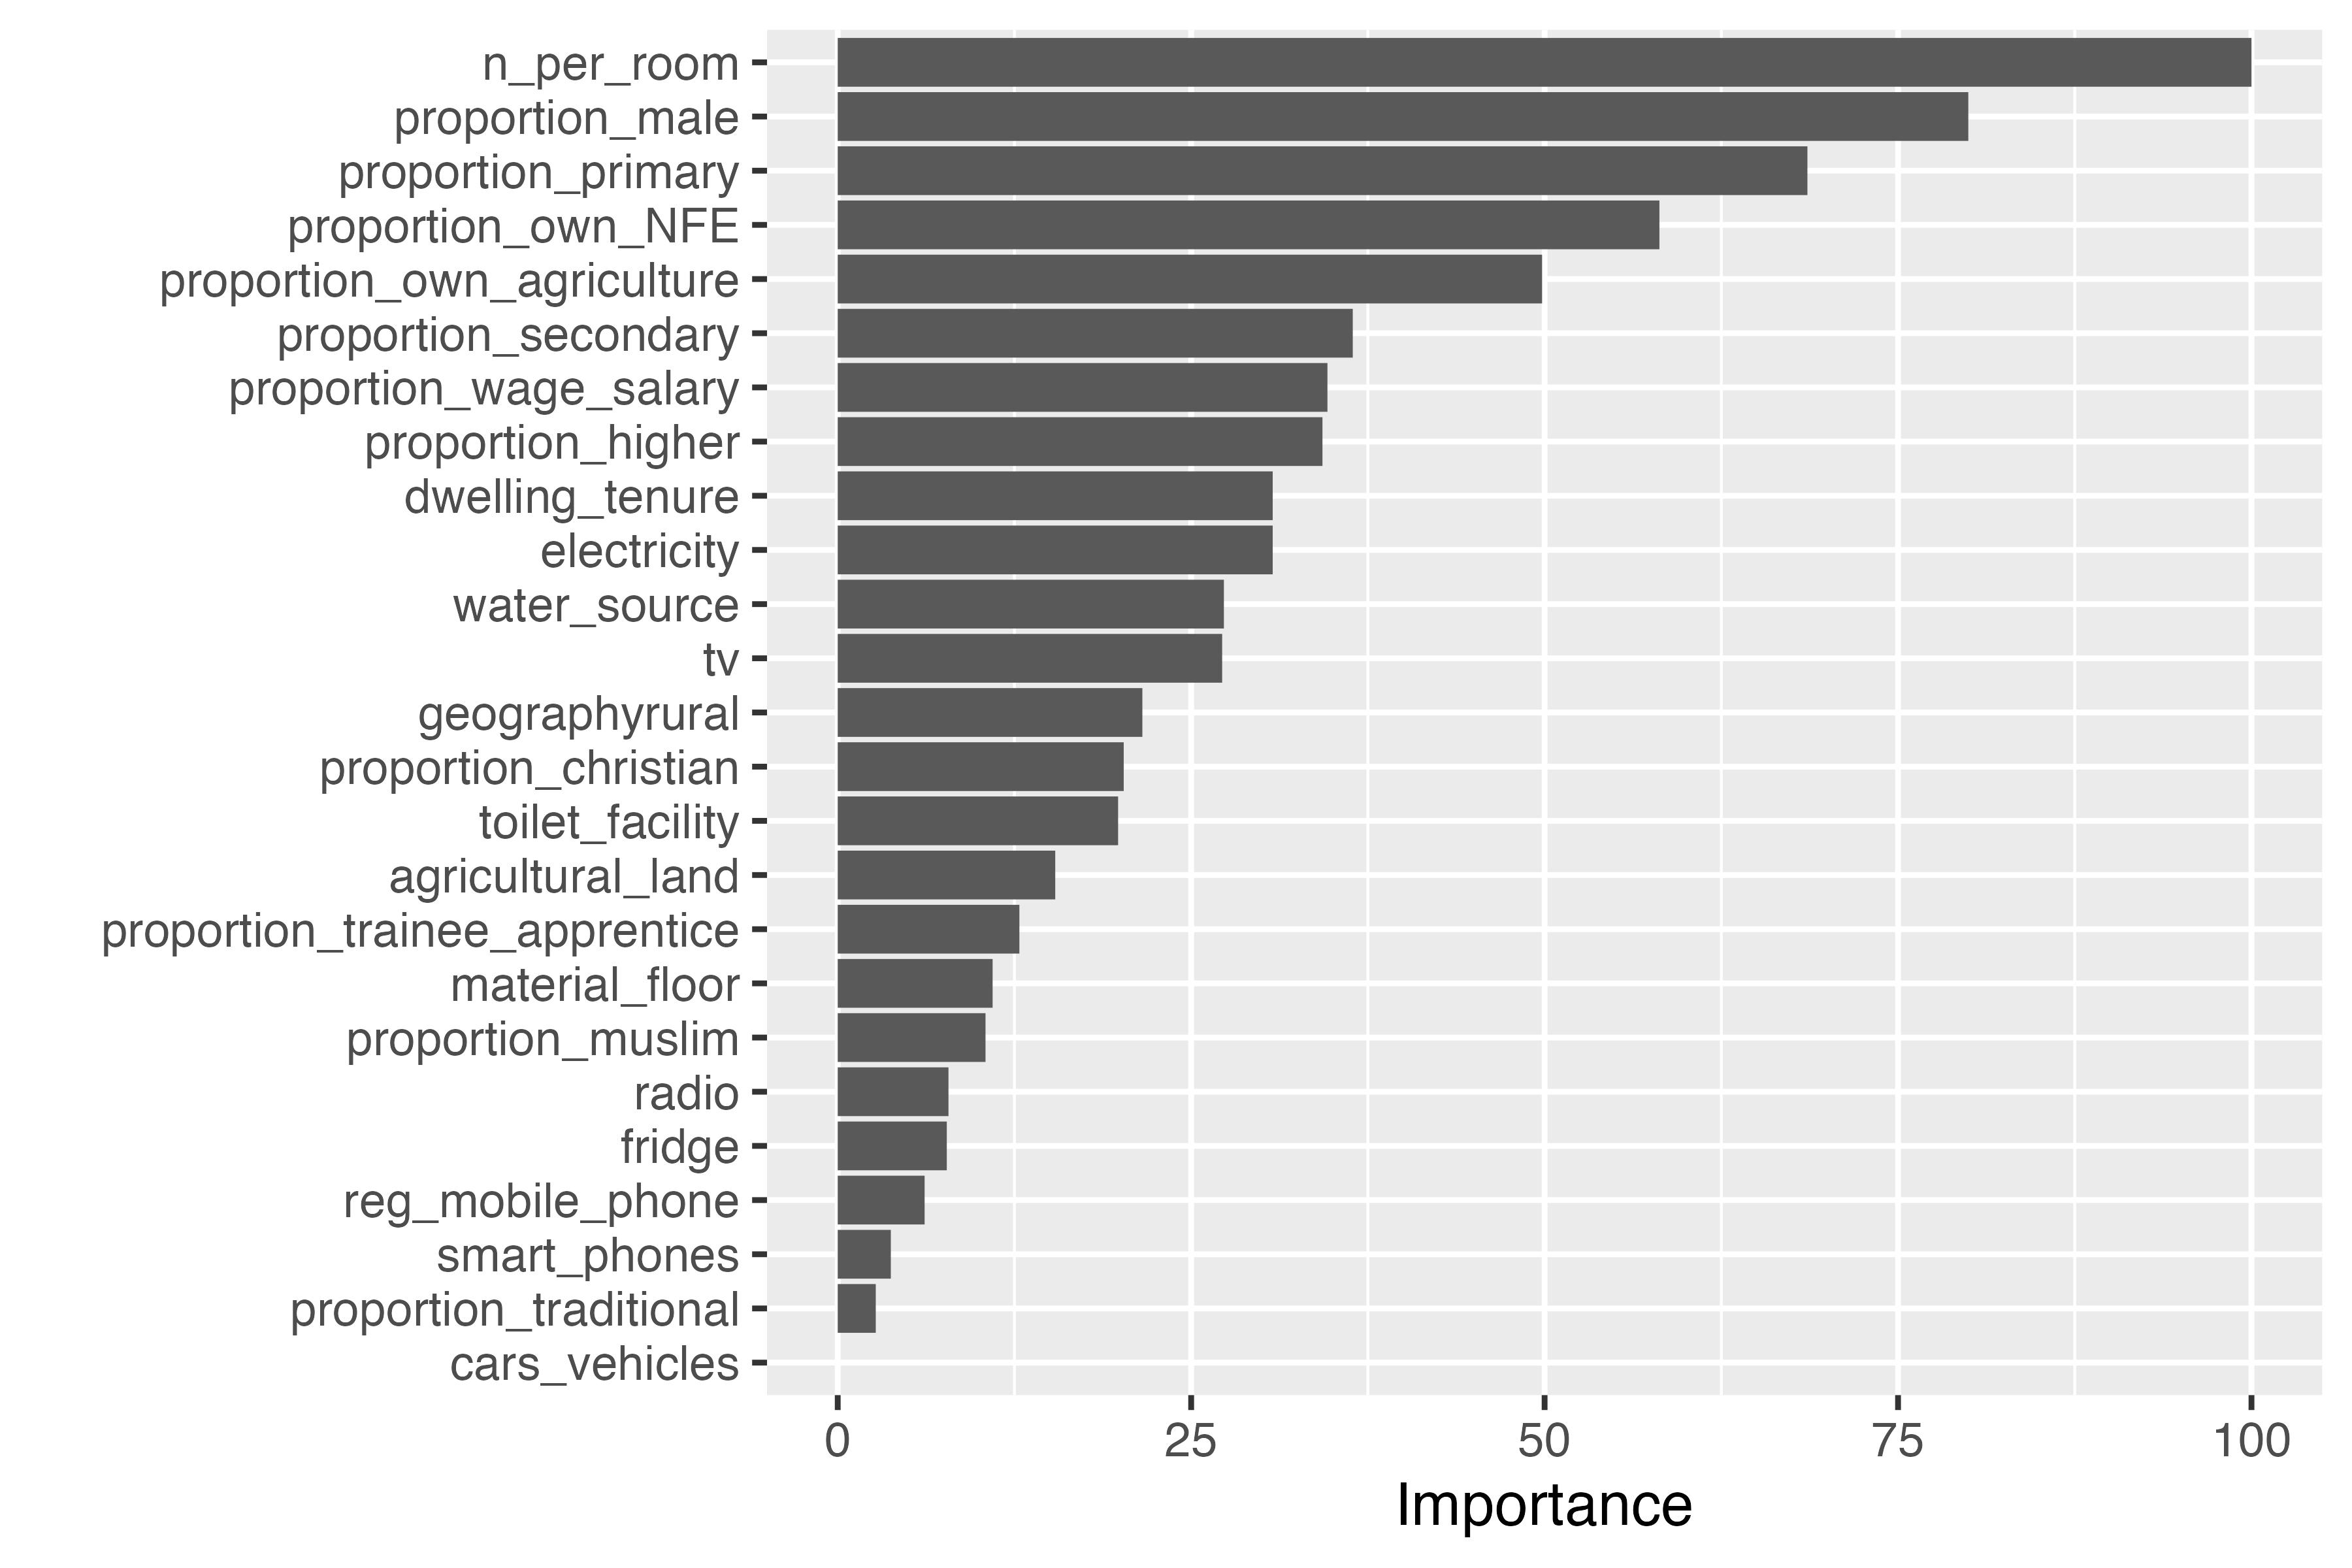 n_per_room
proportion_male
proportion_primary
proportion_own_NFE
proportion_own_agriculture
proportion_secondary
proportion_wage_salary
proportion_higher
dwelling_tenure
electricity
water_source
tv
geographyrural
proportion_christian
toilet_facility
agricultural_land
proportion_trainee_apprentice
material_floor
proportion_muslim
radio
fridge
reg_mobile_phone
smart_phones
proportion_traditional
cars_vehicles
0 25 50 75 100
Importance